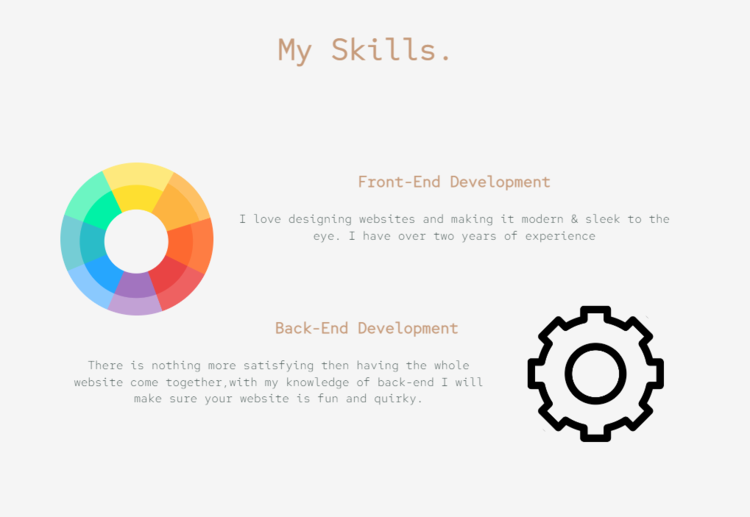 My Skills.
Front-End Development
I love designing websites and making it modern & sleek to the
eye. I have over two years of experience
Back-End Development
There is nothing more satisfying then having the whole
website come together,with my knowledge of back-end I will
make sure your website is fun and quirky.